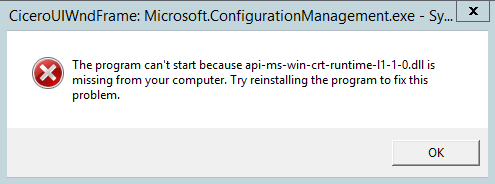 CiceroUIWndFrame: Microsoft.ConfigurationManagement.exe - Sy...
The program can't start because api-ms-win-crt-runtime-l1-1-0.dll is
missing from your computer. Try reinstalling the program to fix this
problem.
OK